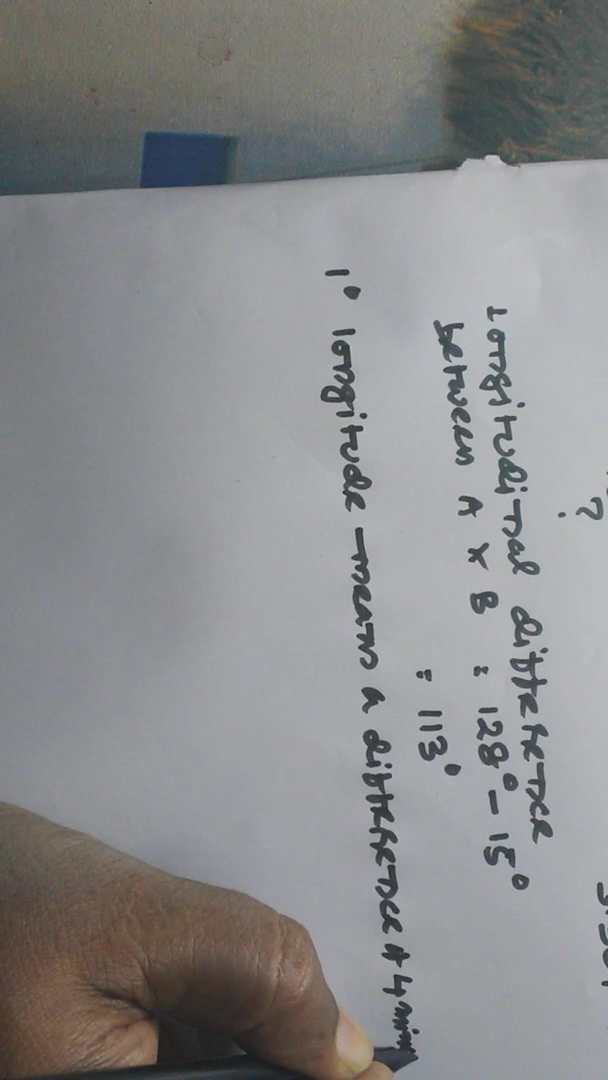 ?
Longitudinal difference
between A & B = 128° - 15°
= 113°
1° longitude means a difference of 4 min